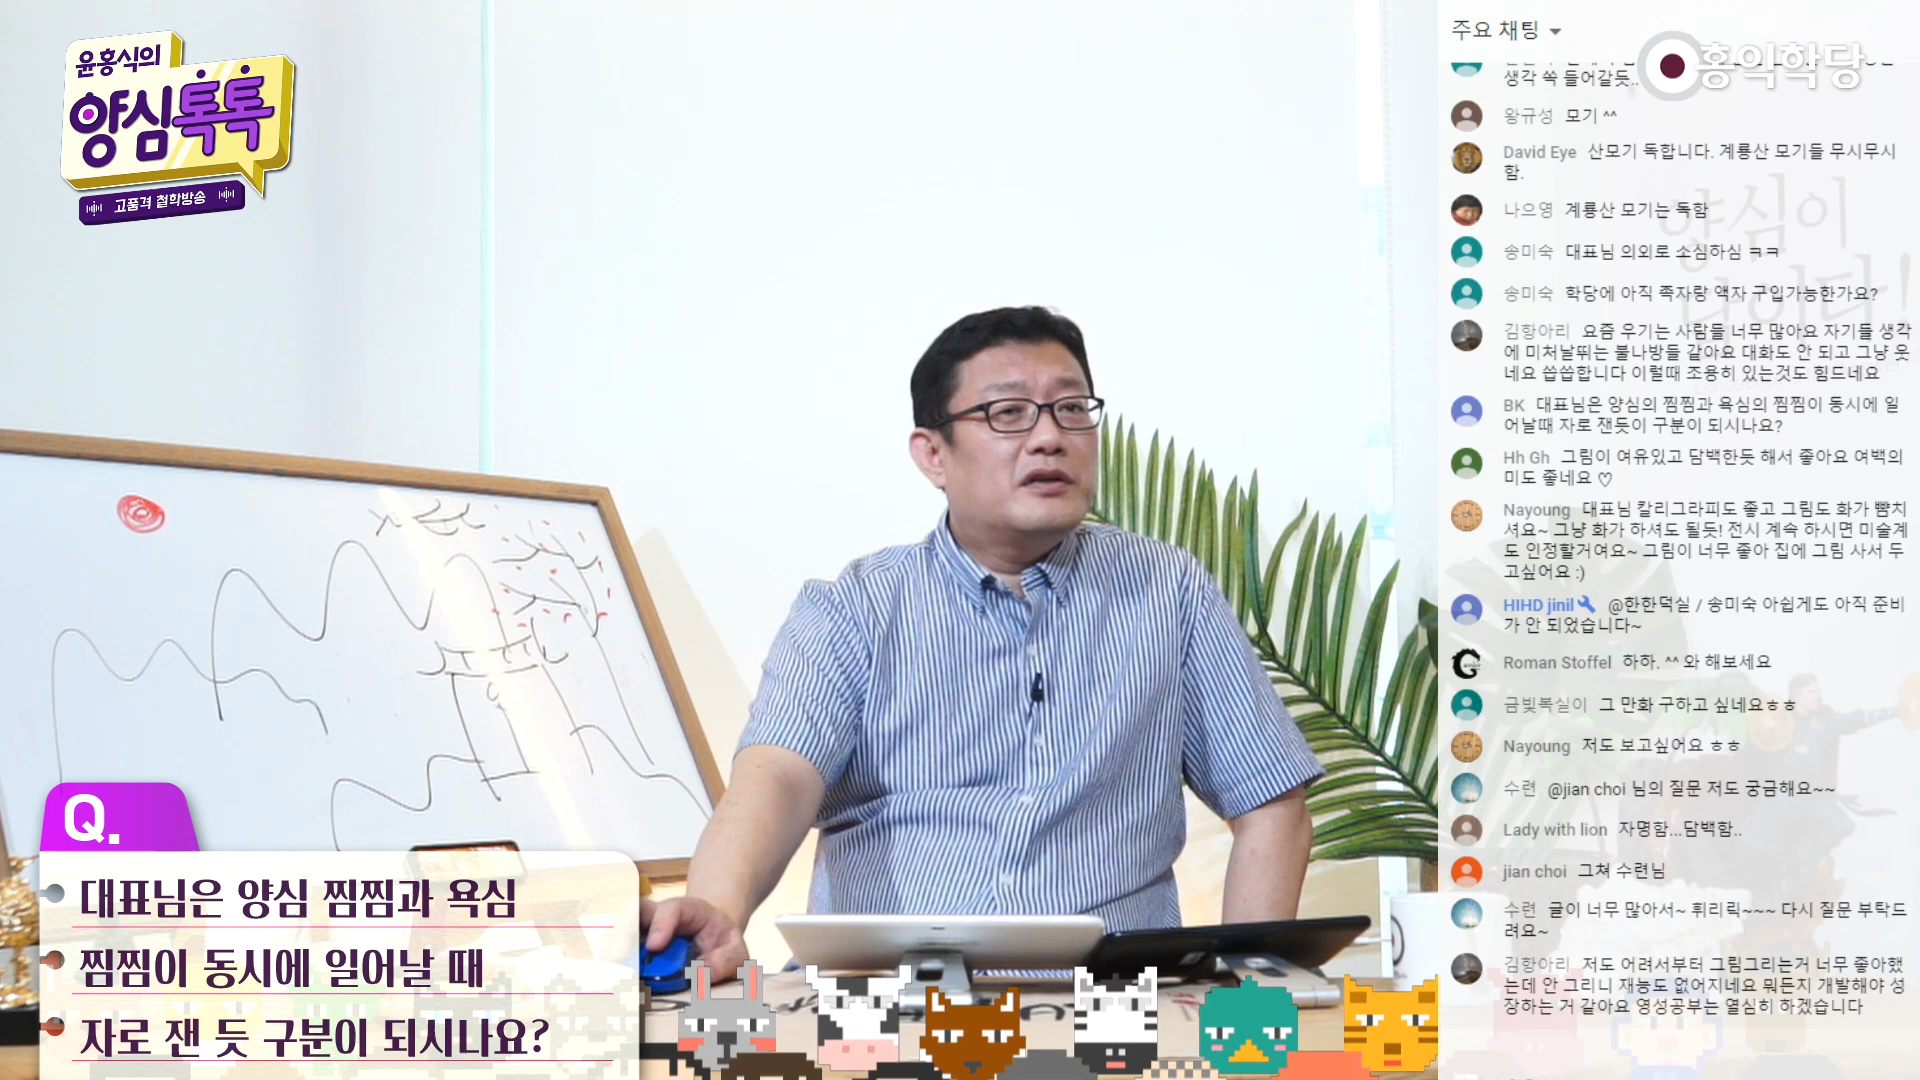 윤홍식의
양심톡톡
고품격 철학방송
Q.
대표님은 양심 찜찜과 욕심
찜찜이 동시에 일어날 때
자로 잰 듯 구분이 되시나요?
주요 채팅
홍익학당
생각 쏙 들어갈듯..
왕규성 모기 ^^
David Eye 산모기 독합니다. 계룡산 모기들 무시무시
함.
나으영 계룡산 모기는 독함
송미숙 대표님 의외로 소심하심 ㅋㅋ
송미숙 학당에 아직 족자랑 액자 구입가능한가요?
김항아리 요즘 우기는 사람들 너무 많아요 자기들 생각
에 미처날뛰는 불나방들 같아요 대화도 안 되고 그냥 웃
네요 씁씁합니다 이럴때 조용히 있는것도 힘드네요
BK 대표님은 양심의 찜찜과 욕심의 찜찜이 동시에 일
어날때 자로 잰듯이 구분이 되시나요?
Hh Gh 그림이 여유있고 담백한듯 해서 좋아요 여백의
미도 좋네요 ♡
Nayoung 대표님 칼리그라피도 좋고 그림도 화가 뺨치
셔요~ 그냥 화가 하셔도 될듯! 전시 계속 하시면 미술계
도 인정할거여요~ 그림이 너무 좋아 집에 그림 사서 두
고싶어요 :)
HIHD jinil @한한덕실 / 송미숙 아쉽게도 아직 준비
가 안 되었습니다~
Roman Stoffel 하하. ^^ 와 해보세요
금빛복실이 그 만화 구하고 싶네요ㅎㅎ
Nayoung 저도 보고싶어요 ㅎㅎ
수련 @jian choi 님의 질문 저도 궁금해요~~
Lady with lion 자명함...담백함..
jian choi 그쳐 수련님
수련 글이 너무 많아서~ 휘리릭~~~ 다시 질문 부탁드
려요~
김항아리 저도 어려서부터 그림그리는거 너무 좋아했
는데 안 그리니 재능도 없어지네요 뭐든지 개발해야 성
장하는 거 같아요 영성공부는 열심히 하겠습니다
양심이
나이다!